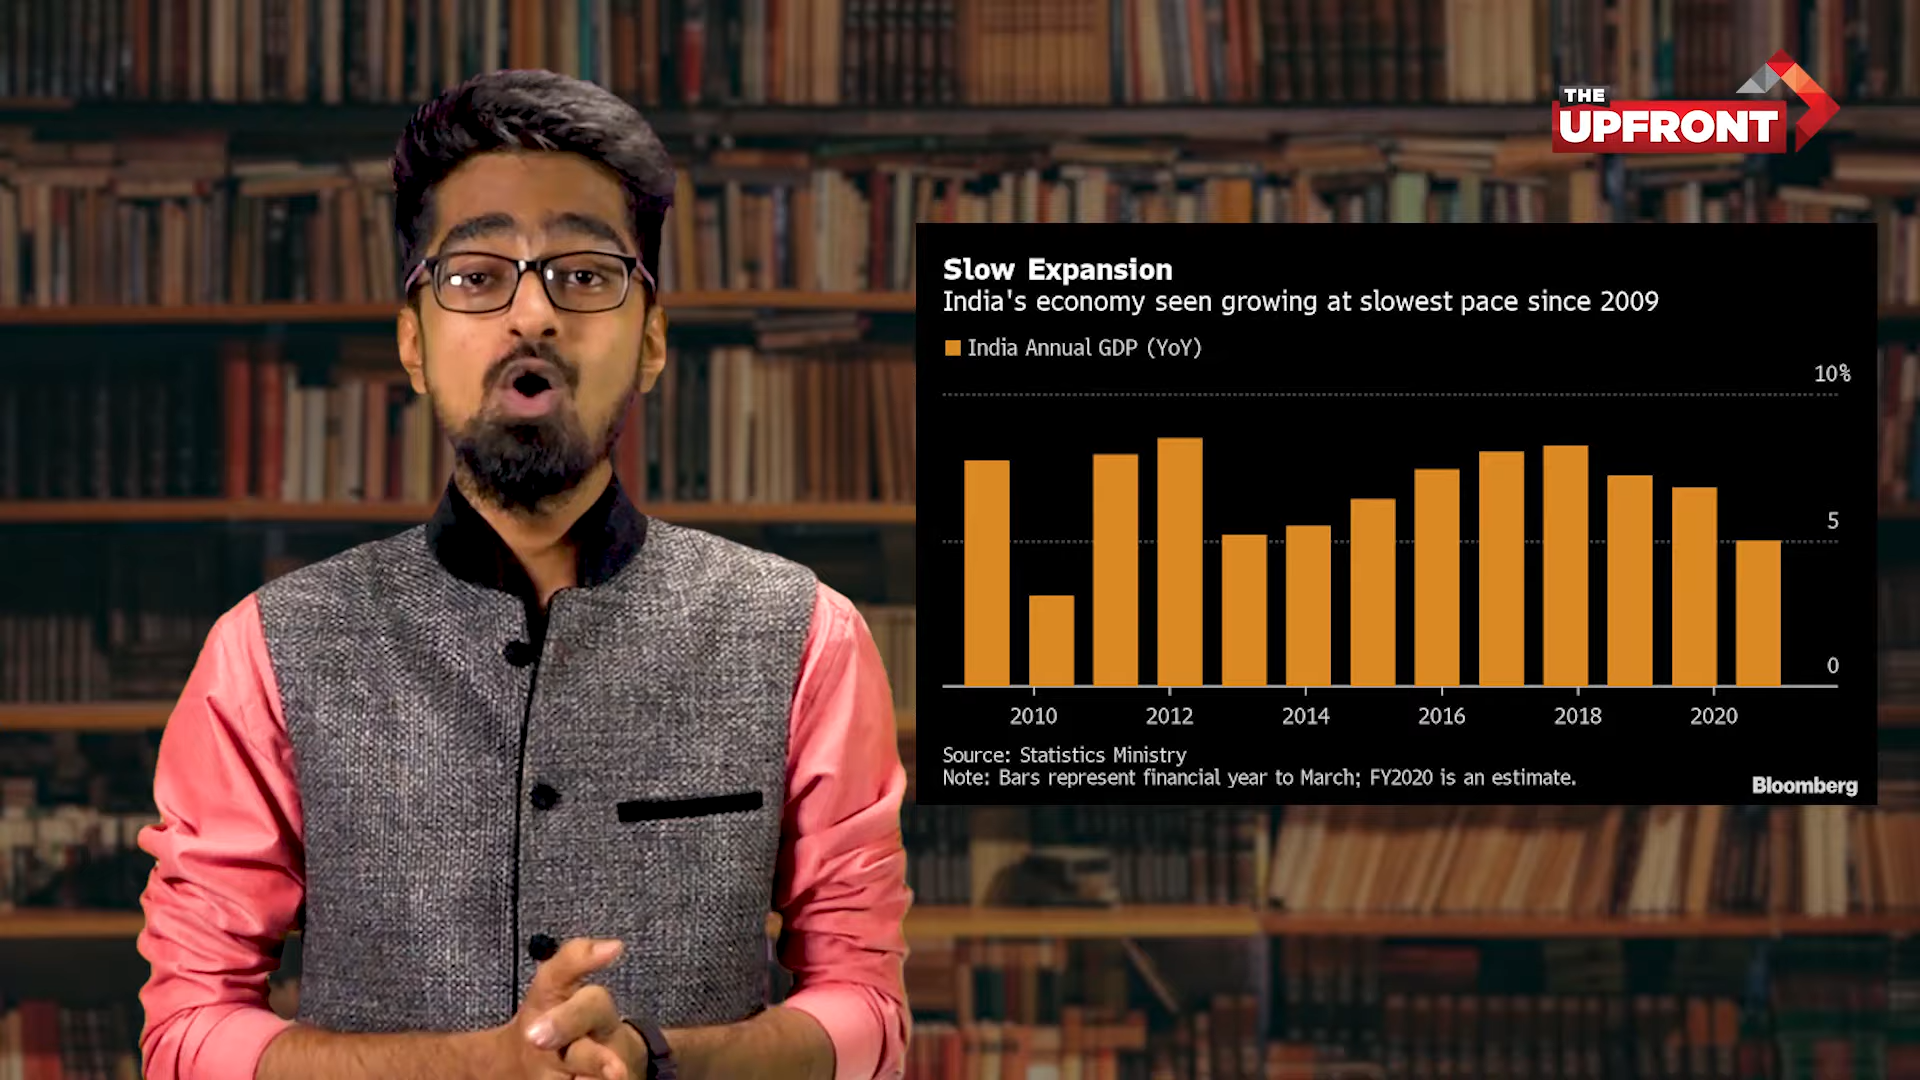 THE
UPFRONT
Slow Expansion
India's economy seen growing at slowest pace since 2009
India Annual GDP (YoY)
10%
5
0
2010 2012 2014 2016 2018 2020
Source: Statistics Ministry
Note: Bars represent financial year to March; FY2020 is an estimate.
Bloomberg